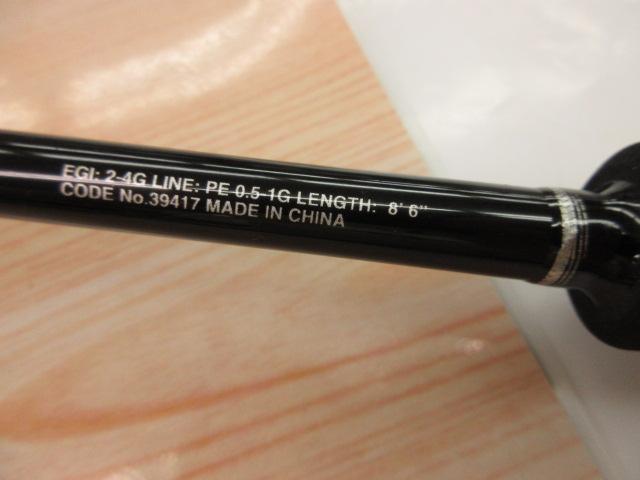 EGI: 2-4G LINE: PE 0.5-1G LENGTH: 8' 6"
CODE No.39417 MADE IN CHINA